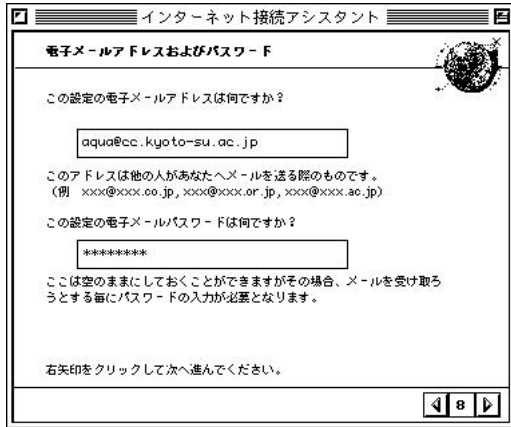 インターネット接続アシスタント
電子メールアドレスおよびパスワード
この設定の電子メールアドレスは何ですか?
aqua@cc.kyoto-su.ac.jp
このアドレスは他の人があなたへメールを送る際のものです。
(例 xxx@xxx.co.jp, xxx@xxx.or.jp, xxx@xxx.ac.jp)
この設定の電子メールパスワードは何ですか?
********
ここは空のままにしておくことができますがその場合、メールを受け取ろ
うとする毎にパスワードの入力が必要となります。
右矢印をクリックして次へ進んでください。
8